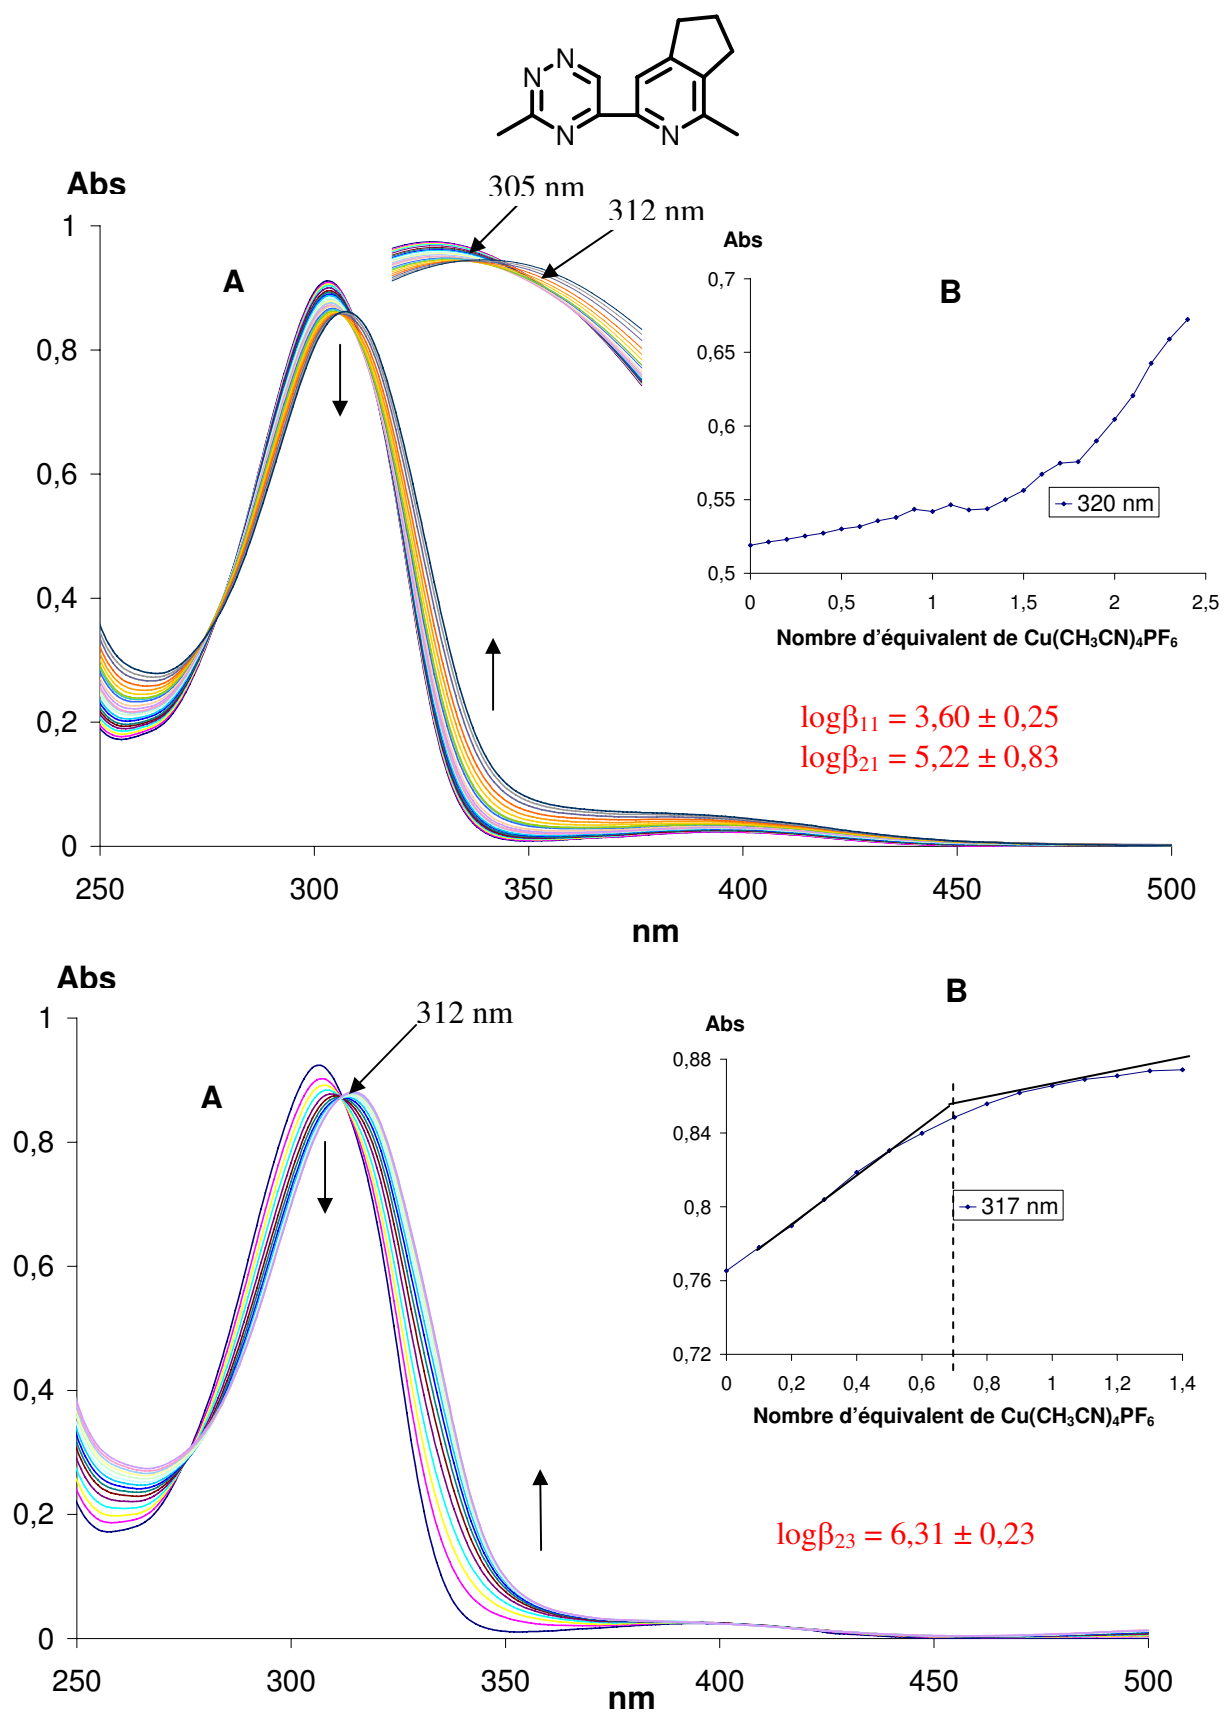 N
N
N
N
Abs
305 nm
312 nm
1
0,8
0,6
0,4
0,2
0
A
250
300
350
400
450
500
nm
Abs
B
0,7
0,65
0,6
0,55
0,5
320 nm
0
0,5
1
1,5
2
2,5
Nombre d'équivalent de Cu(CH₃CN)₄PF₆
logβ₁₁ = 3,60 ± 0,25
logβ₂₁ = 5,22 ± 0,83
Abs
312 nm
1
0,8
0,6
0,4
0,2
0
A
250
300
350
400
450
500
nm
B
Abs
0,88
0,84
0,8
0,76
0,72
317 nm
0
0,2
0,4
0,6
0,8
1
1,2
1,4
Nombre d'équivalent de Cu(CH₃CN)₄PF₆
logβ₂₃ = 6,31 ± 0,23